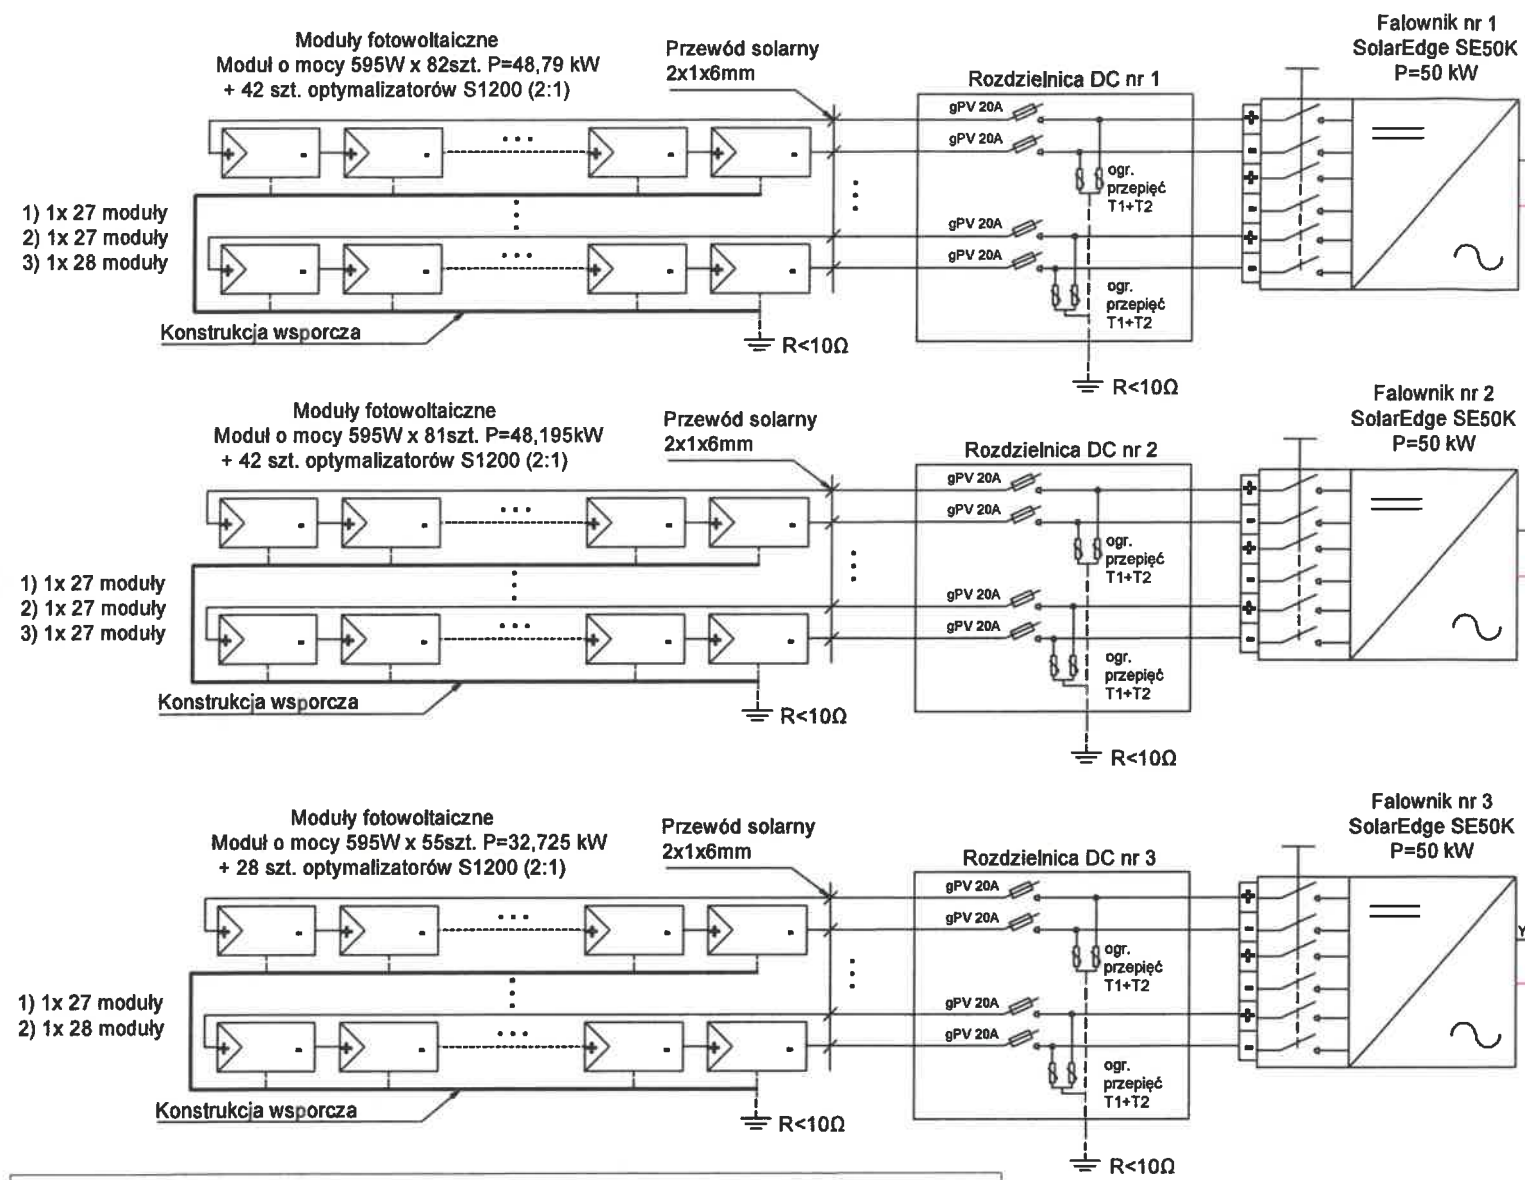 Moduły fotowoltaiczne
Moduł o mocy 595W x 82szt. P=48,79 kW
+ 42 szt. optymalizatorów S1200 (2:1)
Przewód solarny
2x1x6mm
Rozdzielnica DC nr 1
Falownik nr 1
SolarEdge SE50K
P=50 kW
gPV 20A
gPV 20A
ogr.
przepięć
T1+T2
gPV 20A
gPV 20A
ogr.
przepięć
T1+T2
1) 1x 27 moduły
2) 1x 27 moduły
3) 1x 28 moduły
Konstrukcja wsporcza
R<10Ω
R<10Ω
Moduły fotowoltaiczne
Moduł o mocy 595W x 81szt. P=48,195kW
+ 42 szt. optymalizatorów S1200 (2:1)
Przewód solarny
2x1x6mm
Rozdzielnica DC nr 2
Falownik nr 2
SolarEdge SE50K
P=50 kW
gPV 20A
gPV 20A
ogr.
przepięć
T1+T2
gPV 20A
gPV 20A
ogr.
przepięć
T1+T2
1) 1x 27 moduły
2) 1x 27 moduły
3) 1x 27 moduły
Konstrukcja wsporcza
R<10Ω
R<10Ω
Moduły fotowoltaiczne
Moduł o mocy 595W x 55szt. P=32,725 kW
+ 28 szt. optymalizatorów S1200 (2:1)
Przewód solarny
2x1x6mm
Rozdzielnica DC nr 3
Falownik nr 3
SolarEdge SE50K
P=50 kW
gPV 20A
gPV 20A
ogr.
przepięć
T1+T2
gPV 20A
gPV 20A
ogr.
przepięć
T1+T2
1) 1x 27 moduły
2) 1x 28 moduły
Konstrukcja wsporcza
R<10Ω
R<10Ω